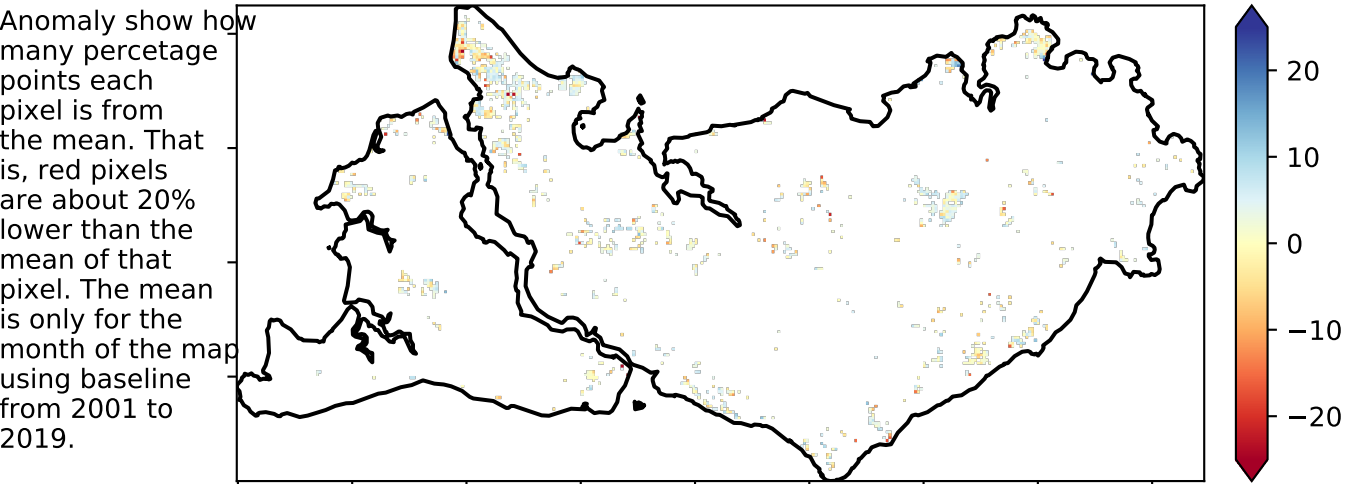 Anomaly show how
many percetage
points each
pixel is from
the mean. That
is, red pixels
are about 20%
lower than the
mean of that
pixel. The mean
is only for the
month of the map
using baseline
from 2001 to
2019.
20
10
0
−10
−20